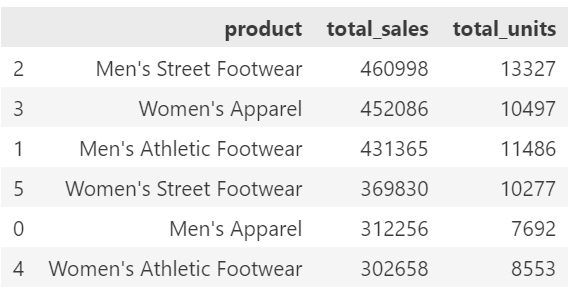 product total_sales total_units
2 Men's Street Footwear 460998 13327
3 Women's Apparel 452086 10497
1 Men's Athletic Footwear 431365 11486
5 Women's Street Footwear 369830 10277
0 Men's Apparel 312256 7692
4 Women's Athletic Footwear 302658 8553